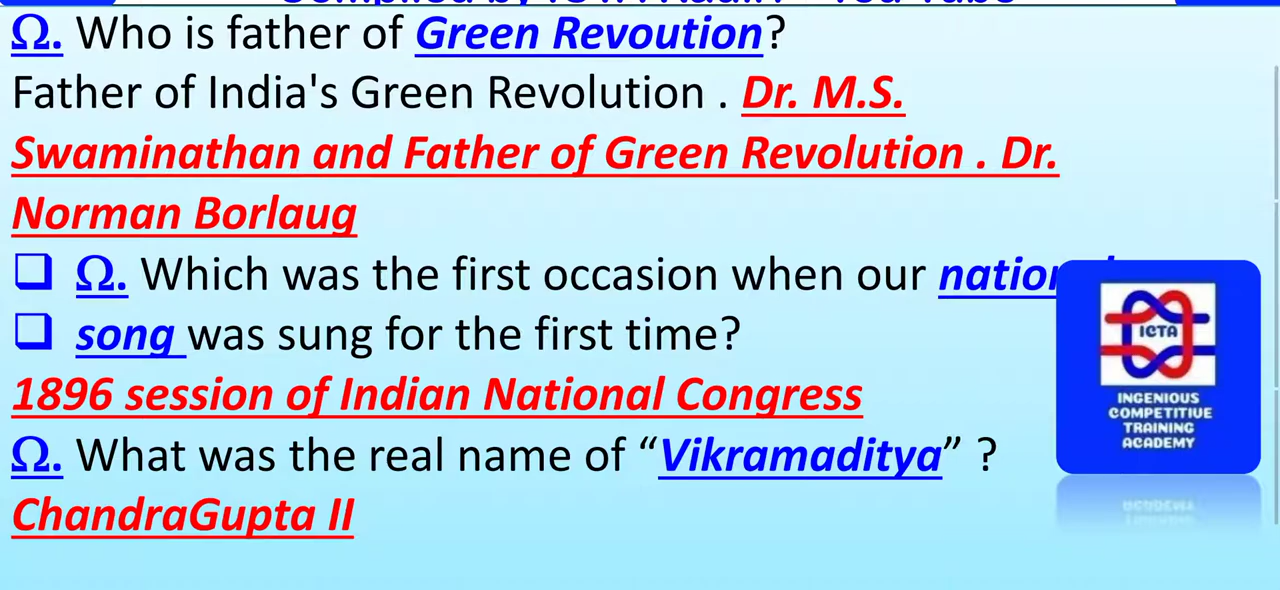 Ω. Who is father of Green Revoution?
Father of India's Green Revolution . Dr. M.S.
Swaminathan and Father of Green Revolution . Dr.
Norman Borlaug
❑ Ω. Which was the first occasion when our
❑ song was sung for the first time?
1896 session of Indian National Congress
Ω. What was the real name of “Vikramaditya” ?
ChandraGupta II
ICTA
INGENIOUS
COMPETITIVE
TRAINING
ACADEMY